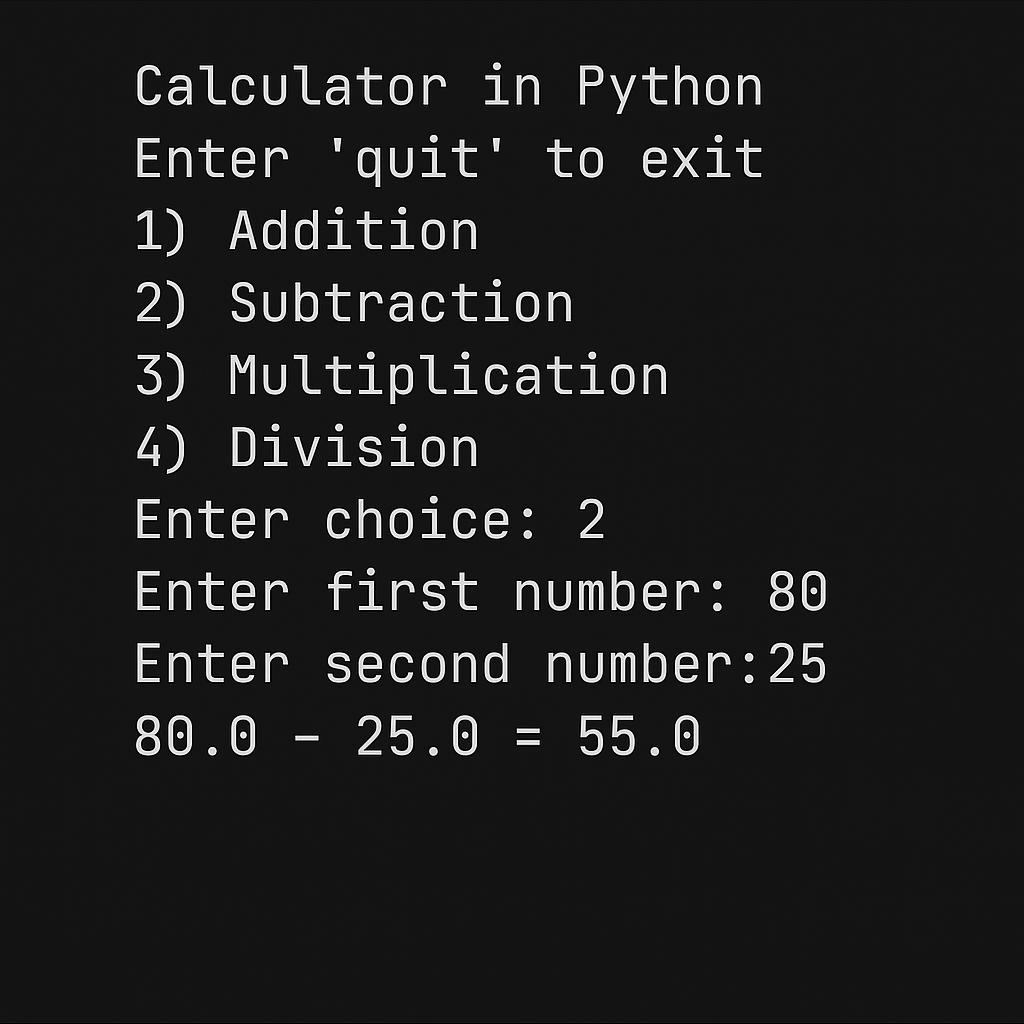 Calculator in Python
Enter 'quit' to exit
1) Addition
2) Subtraction
3) Multiplication
4) Division
Enter choice: 2
Enter first number: 80
Enter second number:25
80.0 – 25.0 = 55.0